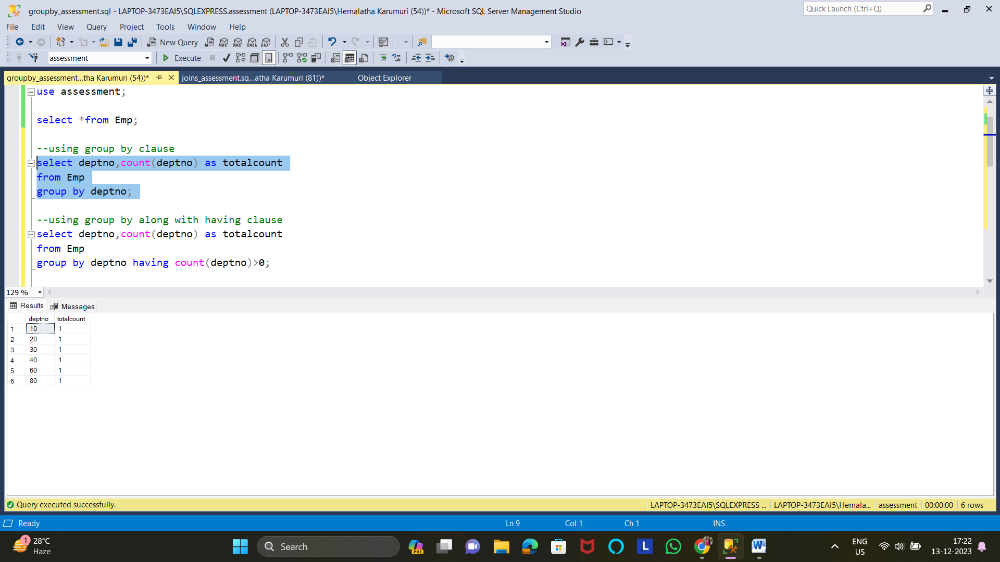 groupby_assessment.sql - LAPTOP-3473EAI5\SQLEXPRESS.assessment (LAPTOP-3473EAI5\Hemalatha Karumuri (54))* - Microsoft SQL Server Management Studio
Quick Launch (Ctrl+Q)
File Edit View Query Project Tools Window Help
New Query MDX DMX XMLA DAX
assessment Execute
groupby_assessment...tha Karumuri (54))* joins_assessment.sq...atha Karumuri (81))* Object Explorer
use assessment;
select *from Emp;
--using group by clause
select deptno,count(deptno) as totalcount
from Emp
group by deptno;
--using group by along with having clause
select deptno,count(deptno) as totalcount
from Emp
group by deptno having count(deptno)>0;
129 %
Results Messages
deptno totalcount
1 10 1
2 20 1
3 30 1
4 40 1
5 60 1
6 80 1
Query executed successfully. LAPTOP-3473EAI5\SQLEXPRESS ... LAPTOP-3473EAI5\Hemala... assessment 00:00:00 6 rows
Ready Ln 9 Col 1 Ch 1 INS
1 28°C
Haze
Search
PRE
L
W
ENG
US
17:22
13-12-2023